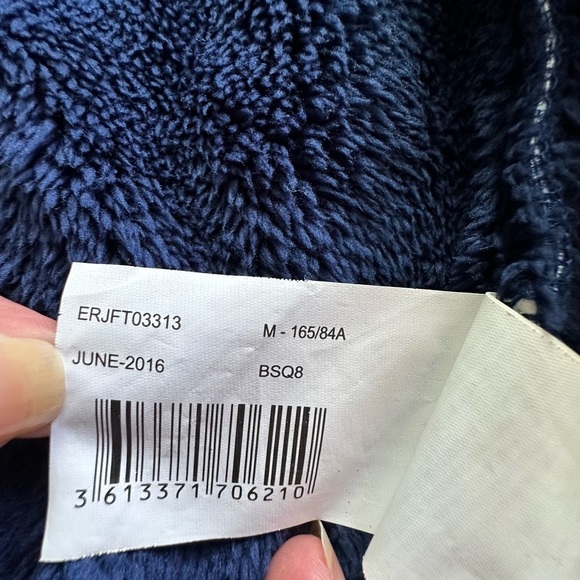 ERJFT03313 M - 165/84A
JUNE-2016 BSQ8
3 613371 706210